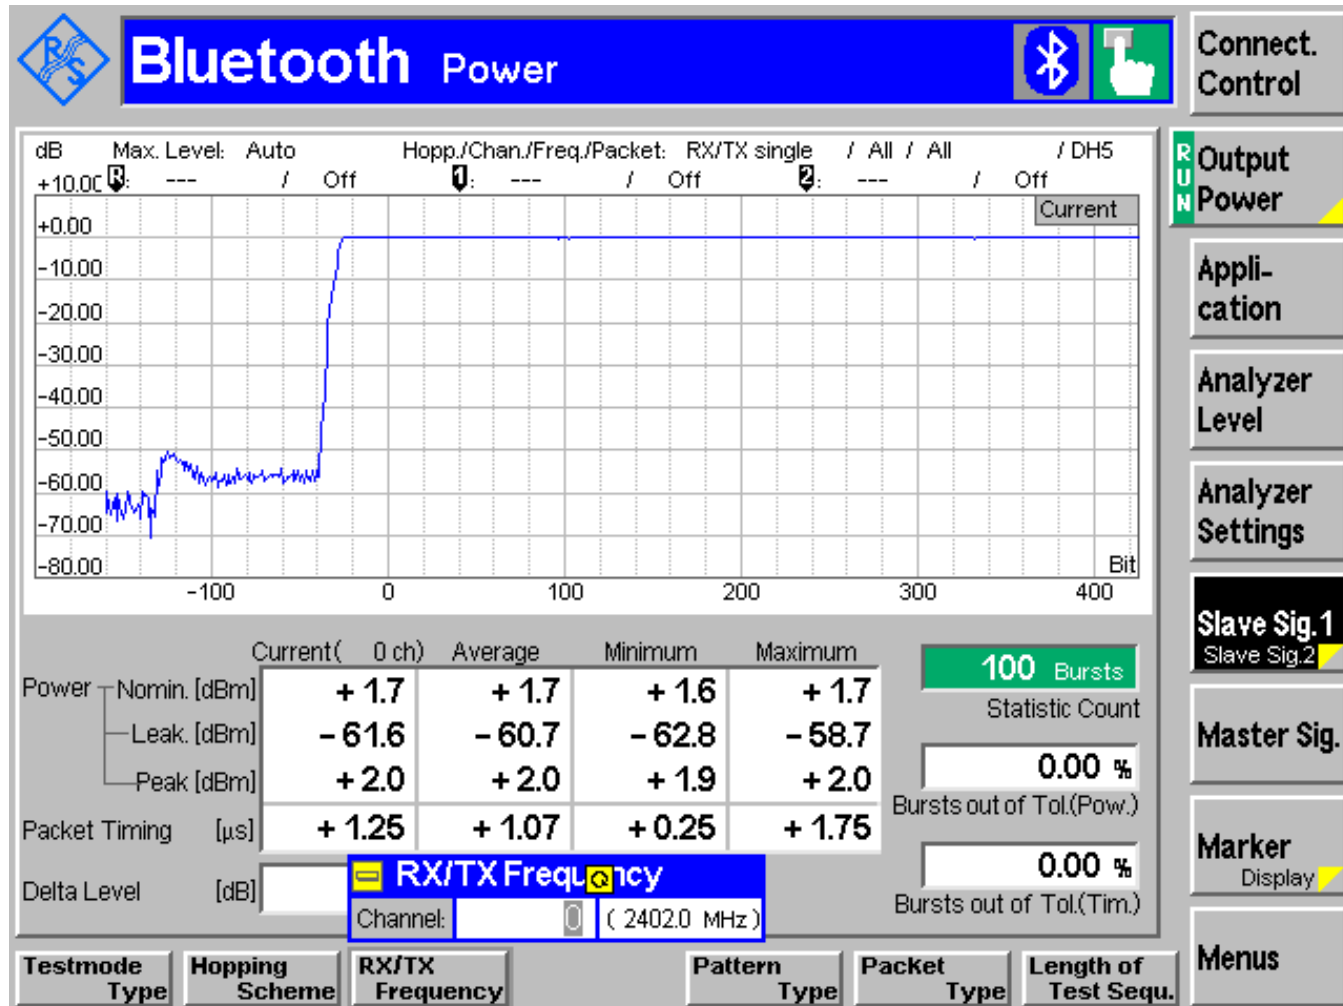 R S
Bluetooth Power
Connect. Control
dB Max. Level: Auto Hopp./Chan./Freq./Packet: RX/TX single / All / All / DH5
R: --- / Off 1: --- / Off 2: --- / Off
Current
+10.00
+0.00
-10.00
-20.00
-30.00
-40.00
-50.00
-60.00
-70.00
-80.00
Bit
-100 0 100 200 300 400
Current( 0 ch) Average Minimum Maximum
Power Nomin. [dBm] + 1.7 + 1.7 + 1.6 + 1.7
Leak. [dBm] - 61.6 - 60.7 - 62.8 - 58.7
Peak [dBm] + 2.0 + 2.0 + 1.9 + 2.0
Packet Timing [µs] + 1.25 + 1.07 + 0.25 + 1.75
Delta Level [dB]
100 Bursts
Statistic Count
0.00 %
Bursts out of Tol.(Pow.)
0.00 %
Bursts out of Tol.(Tim.)
RX/TX Frequency
Channel: 0 ( 2402.0 MHz )
RUN
Output
Power
Appli-
cation
Analyzer
Level
Analyzer
Settings
Slave Sig.1
Slave Sig.2
Master Sig.
Marker
Display
Menus
Testmode
Type
Hopping
Scheme
RX/TX
Frequency
Pattern
Type
Packet
Type
Length of
Test Sequ.